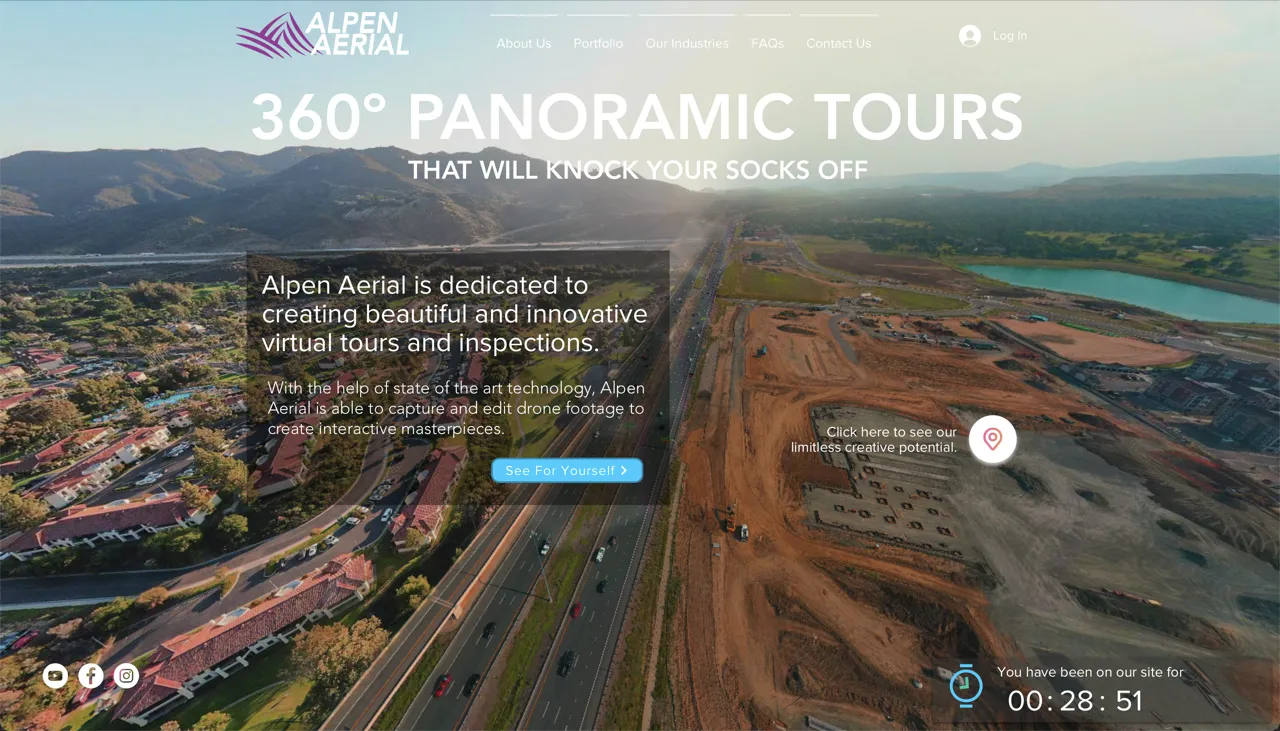 ALPEN
AERIAL
About Us
Portfolio
Our Industries
FAQs
Contact Us
Log In
360° PANORAMIC TOURS
THAT WILL KNOCK YOUR SOCKS OFF
Alpen Aerial is dedicated to
creating beautiful and innovative
virtual tours and inspections.
With the help of state of the art technology, Alpen
Aerial is able to capture and edit drone footage to
create interactive masterpieces.
See For Yourself
Click here to see our
limitless creative potential.
You have been on our site for
00 : 28 : 51